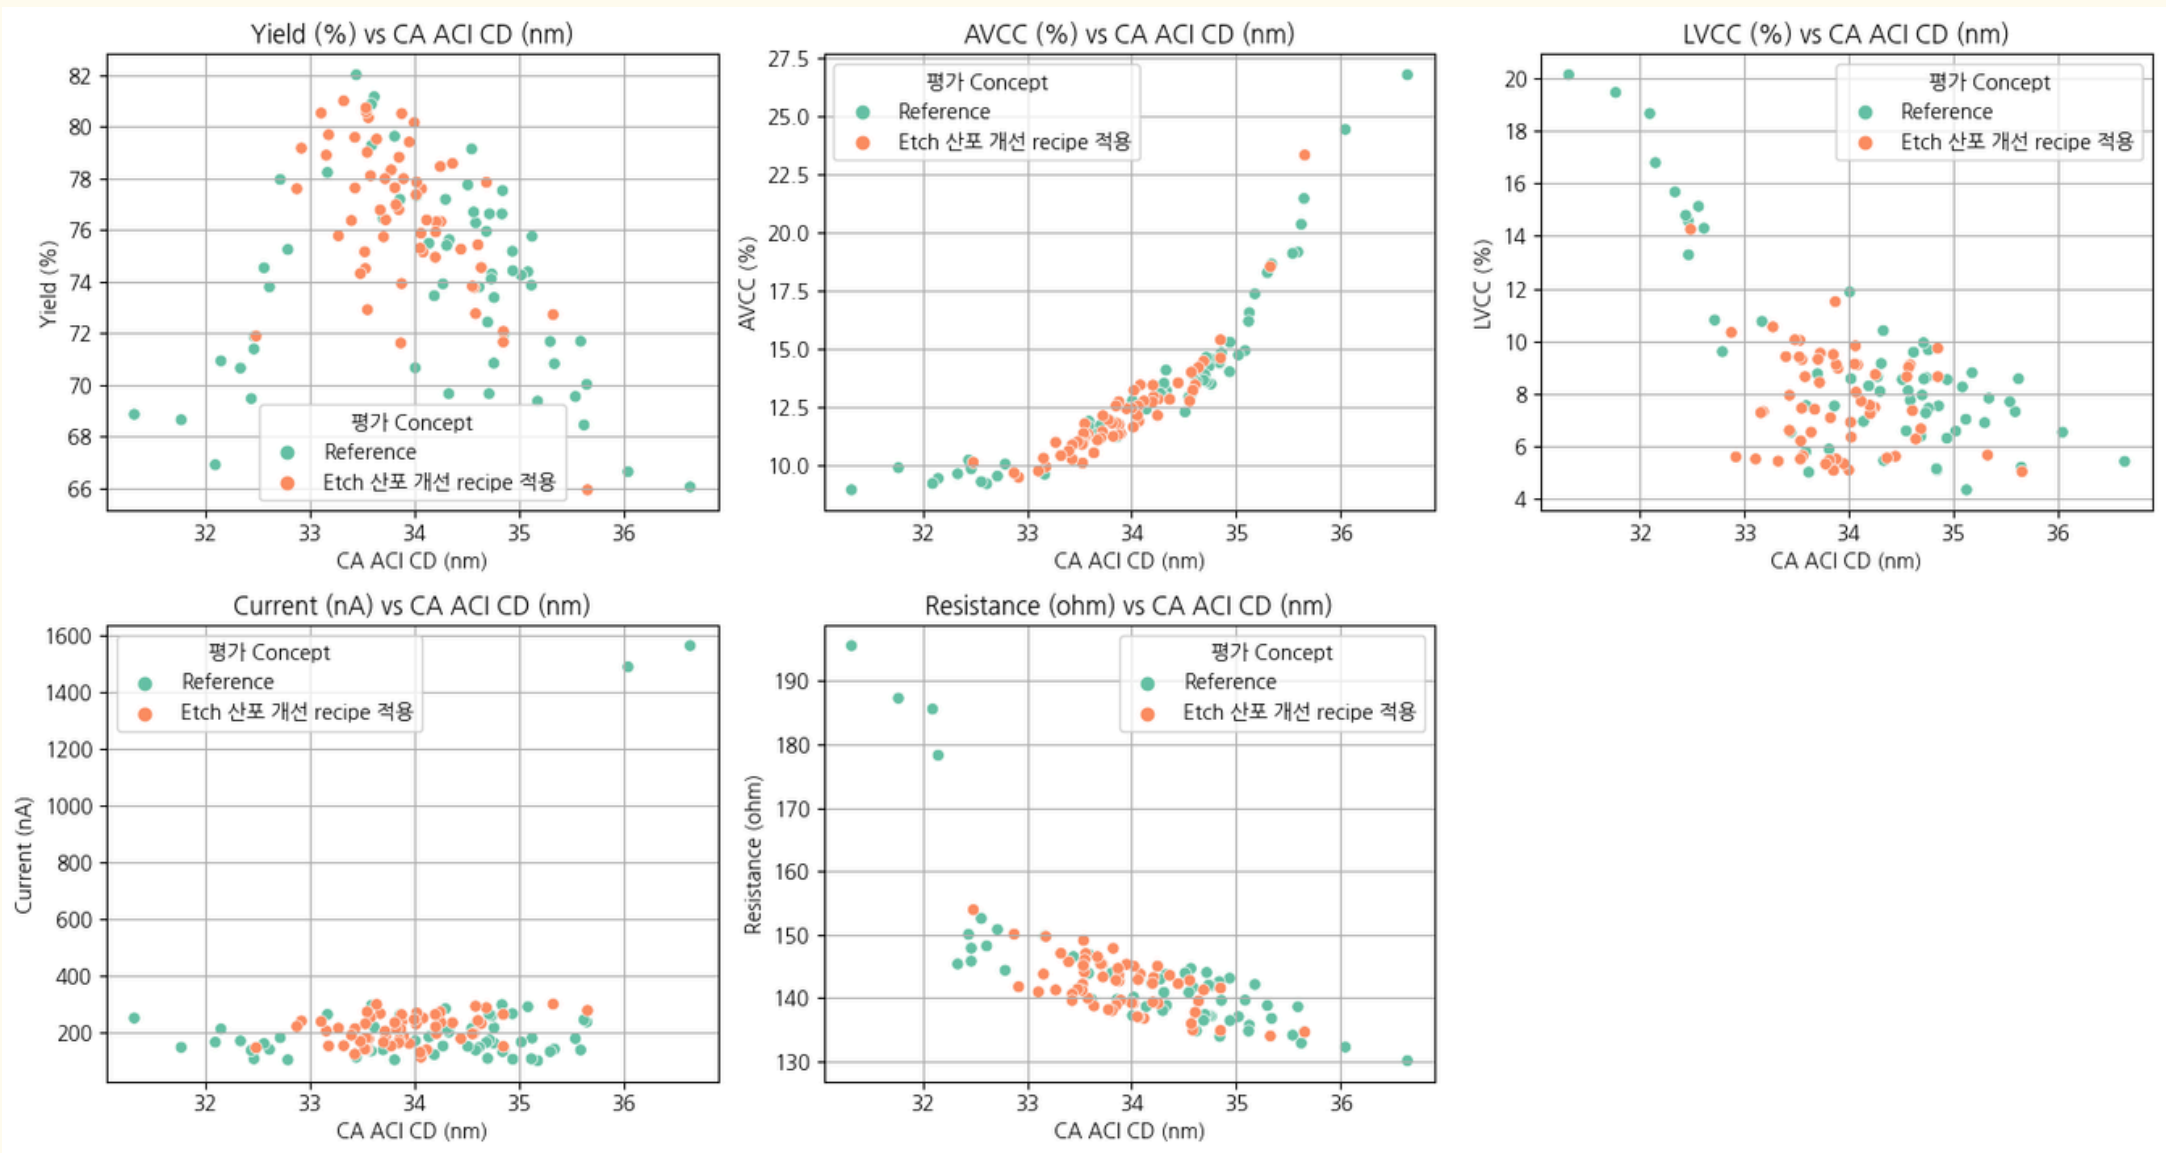 Yield (%) vs CA ACI CD (nm)
Yield (%)
82
80
78
76
74
72
70
68
66
평가 Concept
Reference
Etch 산포 개선 recipe 적용
32 33 34 35 36
CA ACI CD (nm)
AVCC (%) vs CA ACI CD (nm)
AVCC (%)
27.5
25.0
22.5
20.0
17.5
15.0
12.5
10.0
평가 Concept
Reference
Etch 산포 개선 recipe 적용
32 33 34 35 36
CA ACI CD (nm)
LVCC (%) vs CA ACI CD (nm)
LVCC (%)
20
18
16
14
12
10
8
6
4
평가 Concept
Reference
Etch 산포 개선 recipe 적용
32 33 34 35 36
CA ACI CD (nm)
Current (nA) vs CA ACI CD (nm)
Current (nA)
1600
1400
1200
1000
800
600
400
200
평가 Concept
Reference
Etch 산포 개선 recipe 적용
32 33 34 35 36
CA ACI CD (nm)
Resistance (ohm) vs CA ACI CD (nm)
Resistance (ohm)
190
180
170
160
150
140
130
평가 Concept
Reference
Etch 산포 개선 recipe 적용
32 33 34 35 36
CA ACI CD (nm)